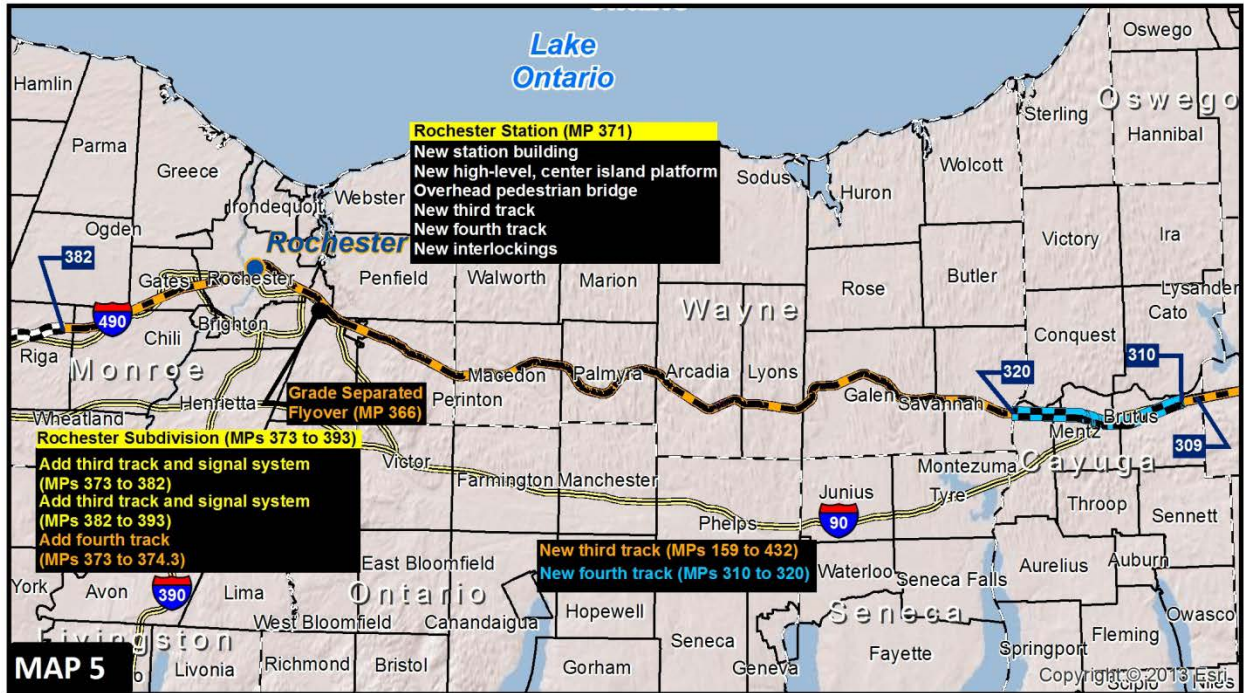 Oswego
Lake
Ontario
Hamlin
Sterling
Oswego
Rochester Station (MP 371)
New station building
New high-level, center island platform
Overhead pedestrian bridge
New third track
New fourth track
New interlockings
Hannibal
Parma
Greece
Wolcott
Sodus
Huron
Webster
Irondequoit
Ogden
Rochester
Victory
Ira
382
Gates
Rochester
Penfield
Walworth
Marion
Butler
Rose
Lysander
Cato
Wayne
490
Brighton
Chili
Conquest
310
Riga
Monroe
320
Macedon
Palmyra
Arcadia
Lyons
Grade Separated
Flyover (MP 366)
Perinton
Galen
Savannah
Brutus
Mentz
309
Henrietta
Wheatland
Rochester Subdivision (MPs 373 to 393)
Add third track and signal system
(MPs 373 to 382)
Add third track and signal system
(MPs 382 to 393)
Add fourth track
(MPs 373 to 374.3)
Victor
Farmington
Manchester
Montezuma
Cayuga
Junius
90
Tyre
Throop
Sennett
Phelps
New third track (MPs 159 to 432)
New fourth track (MPs 310 to 320)
East Bloomfield
Waterloo
Seneca Falls
Aurelius
Auburn
York
Avon
390
Lima
Ontario
Hopewell
Seneca
Owasco
West Bloomfield
Canandaigua
Livingston
Seneca
Fleming
MAP 5
Livonia
Richmond
Bristol
Gorham
Geneva
Fayette
Springport
Copyright © 2013 Esri
Scipio
Niles